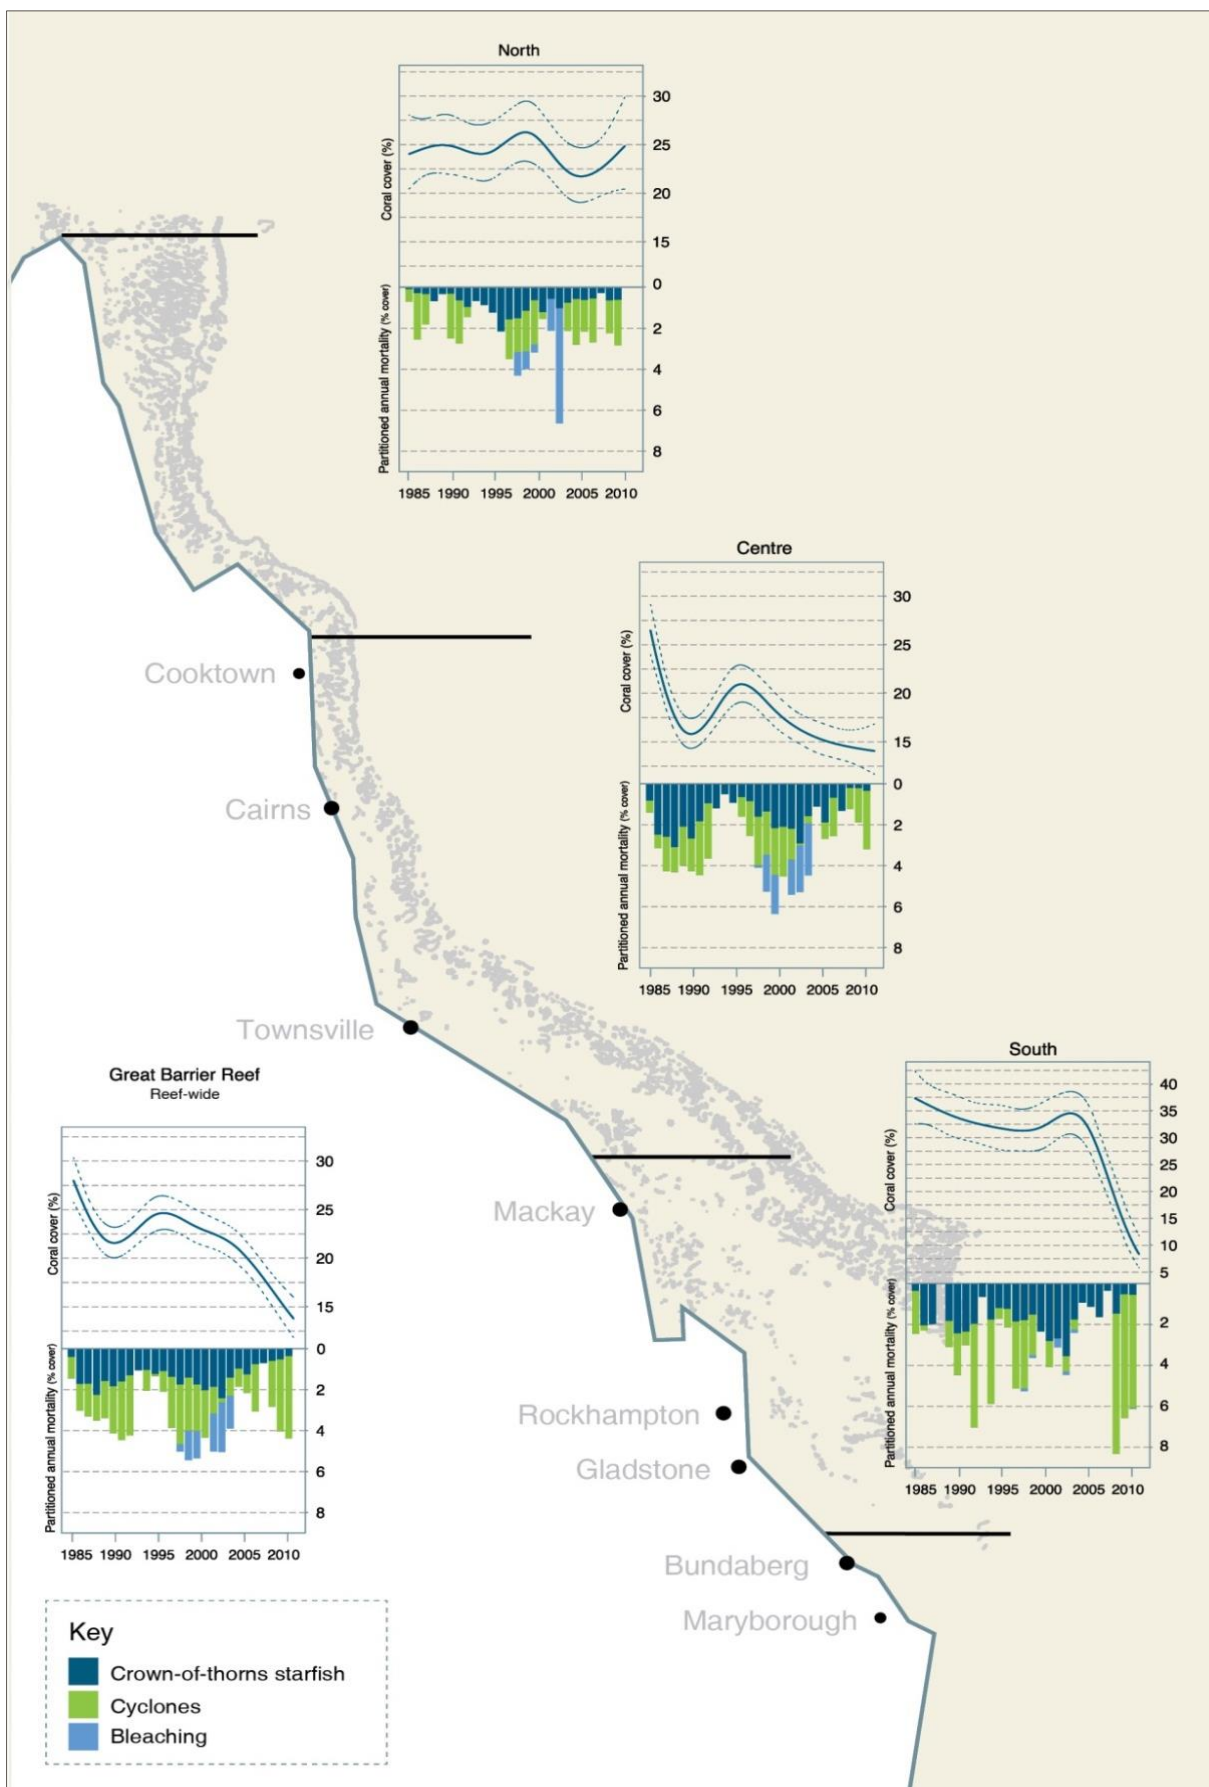 North
Coral cover (%)
30
25
20
15
0
Partitioned annual mortality (% cover)
2
4
6
8
1985 1990 1995 2000 2005 2010
Centre
Coral cover (%)
30
25
20
15
0
Partitioned annual mortality (% cover)
2
4
6
8
1985 1990 1995 2000 2005 2010
Cooktown
Cairns
Townsville
Mackay
Rockhampton
Gladstone
Bundaberg
Maryborough
South
Coral cover (%)
40
35
30
25
20
15
10
5
Partitioned annual mortality (% cover)
2
4
6
8
1985 1990 1995 2000 2005 2010
Great Barrier Reef
Reef-wide
Coral cover (%)
30
25
20
15
0
Partitioned annual mortality (% cover)
2
4
6
8
1985 1990 1995 2000 2005 2010
Key
Crown-of-thorns starfish
Cyclones
Bleaching